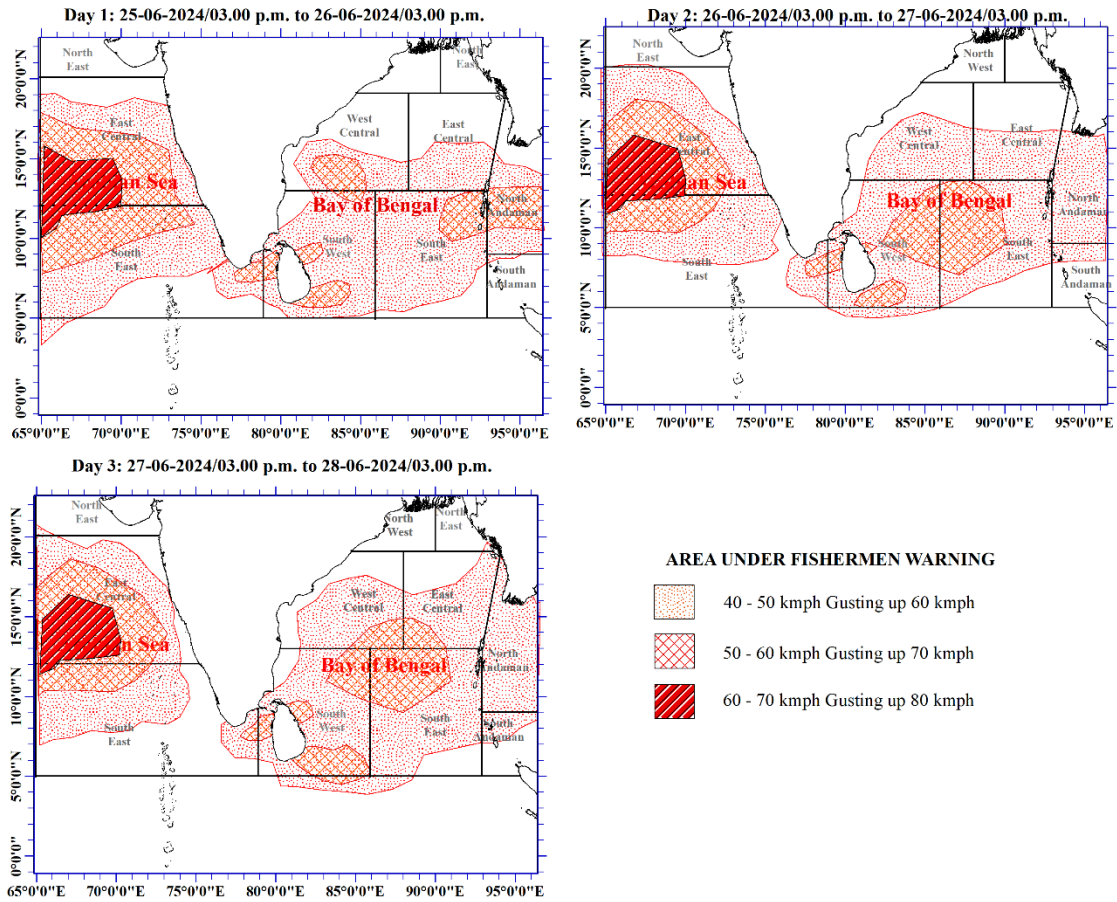 Day 1: 25-06-2024/03.00 p.m. to 26-06-2024/03.00 p.m.
North
East
North
East
East
Central
West
Central
East
Central
an Sea
Bay of Bengal
North
Andaman
South
East
South
West
South
East
South
Andaman
20°0'0"N
15°0'0"N
10°0'0"N
5°0'0"N
0°0'0"
65°0'0"E 70°0'0"E 75°0'0"E 80°0'0"E 85°0'0"E 90°0'0"E 95°0'0"E
Day 2: 26-06-2024/03.00 p.m. to 27-06-2024/03.00 p.m.
North
East
North
West
East
Central
West
Central
East
Central
an Sea
Bay of Bengal
North
Andaman
South
East
South
West
South
East
South
Andaman
20°0'0"N
15°0'0"N
10°0'0"N
5°0'0"N
0°0'0"
65°0'0"E 70°0'0"E 75°0'0"E 80°0'0"E 85°0'0"E 90°0'0"E 95°0'0"E
Day 3: 27-06-2024/03.00 p.m. to 28-06-2024/03.00 p.m.
North
East
North
West
North
East
East
Central
West
Central
East
Central
an Sea
Bay of Bengal
North
Andaman
South
East
South
West
South
East
South
Andaman
20°0'0"N
15°0'0"N
10°0'0"N
5°0'0"N
0°0'0"
65°0'0"E 70°0'0"E 75°0'0"E 80°0'0"E 85°0'0"E 90°0'0"E 95°0'0"E
AREA UNDER FISHERMEN WARNING
40 - 50 kmph Gusting up 60 kmph
50 - 60 kmph Gusting up 70 kmph
60 - 70 kmph Gusting up 80 kmph